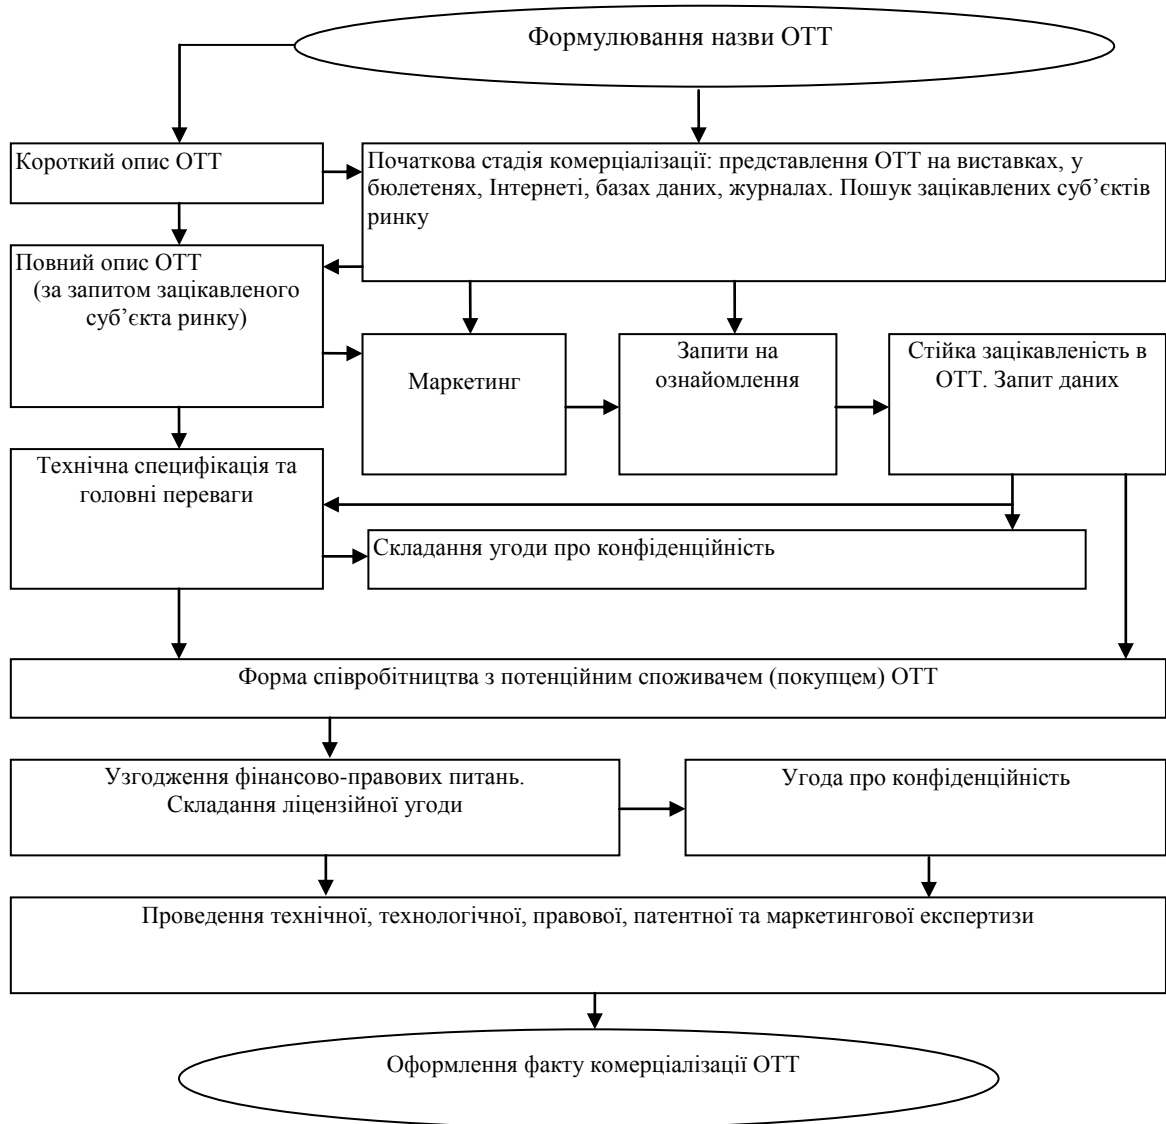 Формулювання назви ОТТ
Короткий опис ОТТ
Початкова стадія комерціалізації: представлення ОТТ на виставках, у
бюлетенях, Інтернеті, базах даних, журналах. Пошук зацікавлених суб’єктів
ринку
Повний опис ОТТ
(за запитом зацікавленого
суб’єкта ринку)
Маркетинг
Запити на
ознайомлення
Стійка зацікавленість в
ОТТ. Запит даних
Технічна специфікація та
головні переваги
Складання угоди про конфіденційність
Форма співробітництва з потенційним споживачем (покупцем) ОТТ
Узгодження фінансово-правових питань.
Складання ліцензійної угоди
Угода про конфіденційність
Проведення технічної, технологічної, правової, патентної та маркетингової експертизи
Оформлення факту комерціалізації ОТТ